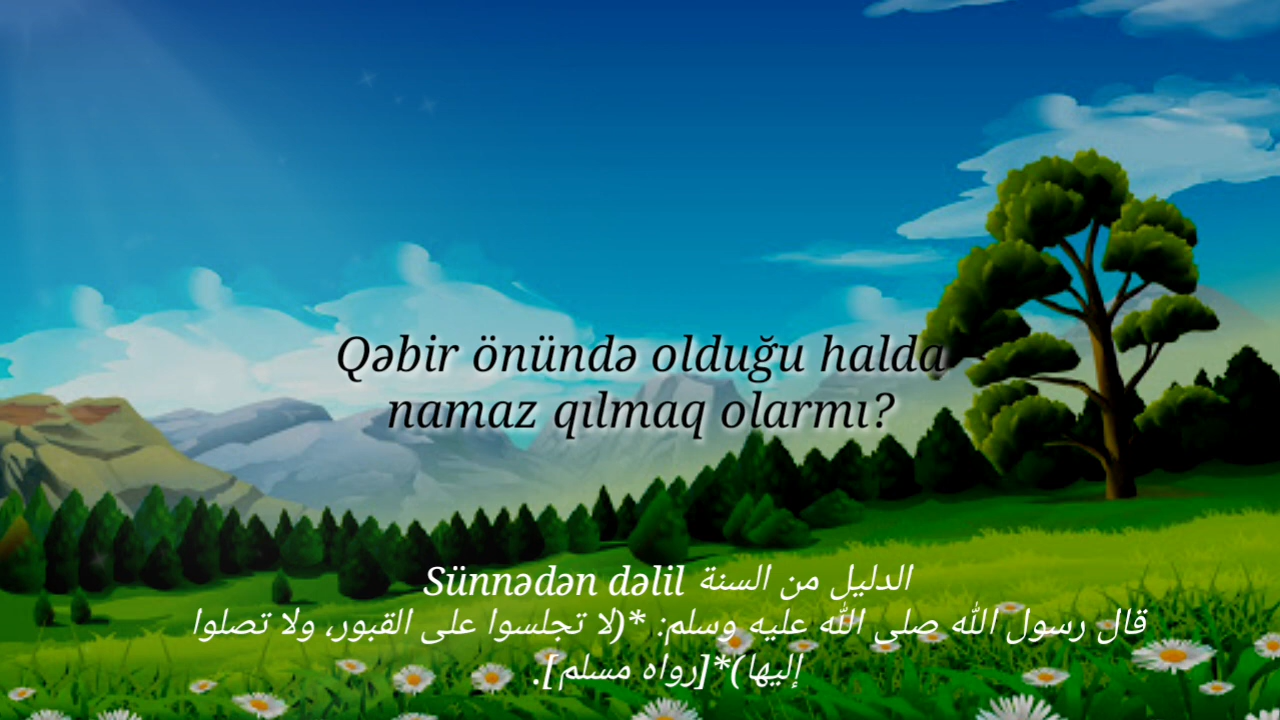 Qəbir önündə olduğu halda
namaz qılmaq olarmı?
Sünnədən dəlil الدليل من السنة
قال رسول الله صلى الله عليه وسلم: *(لا تجلسوا على القبور، ولا تصلوا
إليها)*[رواه مسلم].